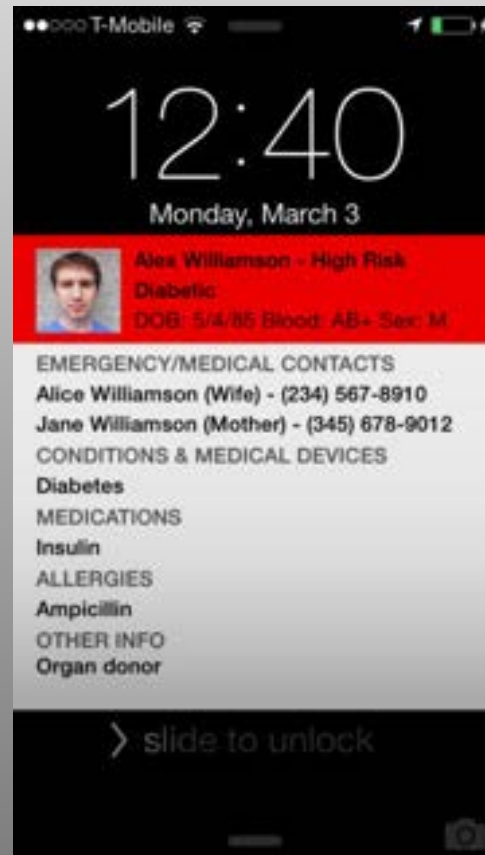 T-Mobile
12:40
Monday, March 3
Alex Williamson - High Risk
Diabetic
DOB: 5/4/85 Blood: AB+ Sex: M
EMERGENCY/MEDICAL CONTACTS
Alice Williamson (Wife) - (234) 567-8910
Jane Williamson (Mother) - (345) 678-9012
CONDITIONS & MEDICAL DEVICES
Diabetes
MEDICATIONS
Insulin
ALLERGIES
Ampicillin
OTHER INFO
Organ donor
slide to unlock